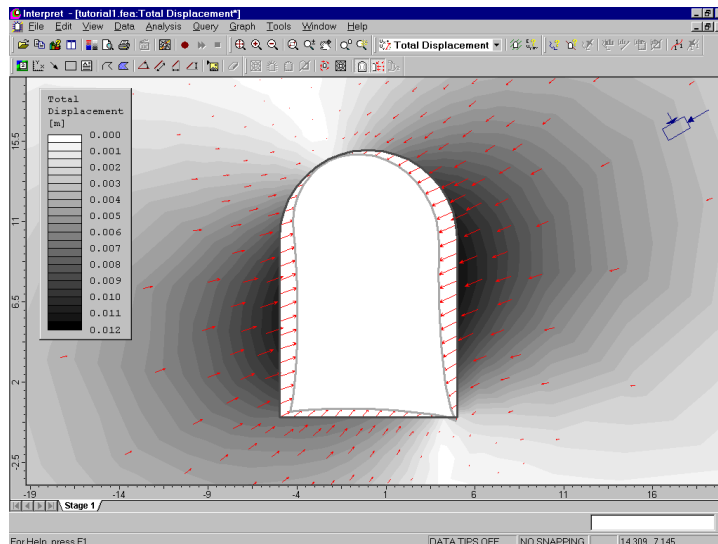 Interpret - [tutorial1.fea:Total Displacement*]
File Edit View Data Analysis Query Graph Tools Window Help
Total Displacement
Total
Displacement
[m]
0.000
0.001
0.002
0.003
0.004
0.005
0.006
0.007
0.008
0.009
0.010
0.011
0.012
15.5
11
6.5
2
-2.5
-19 -14 -9 -4 1 6 11 16
Stage 1
For Help, press F1 DATA TIPS OFF NO SNAPPING 14.309, 7.145